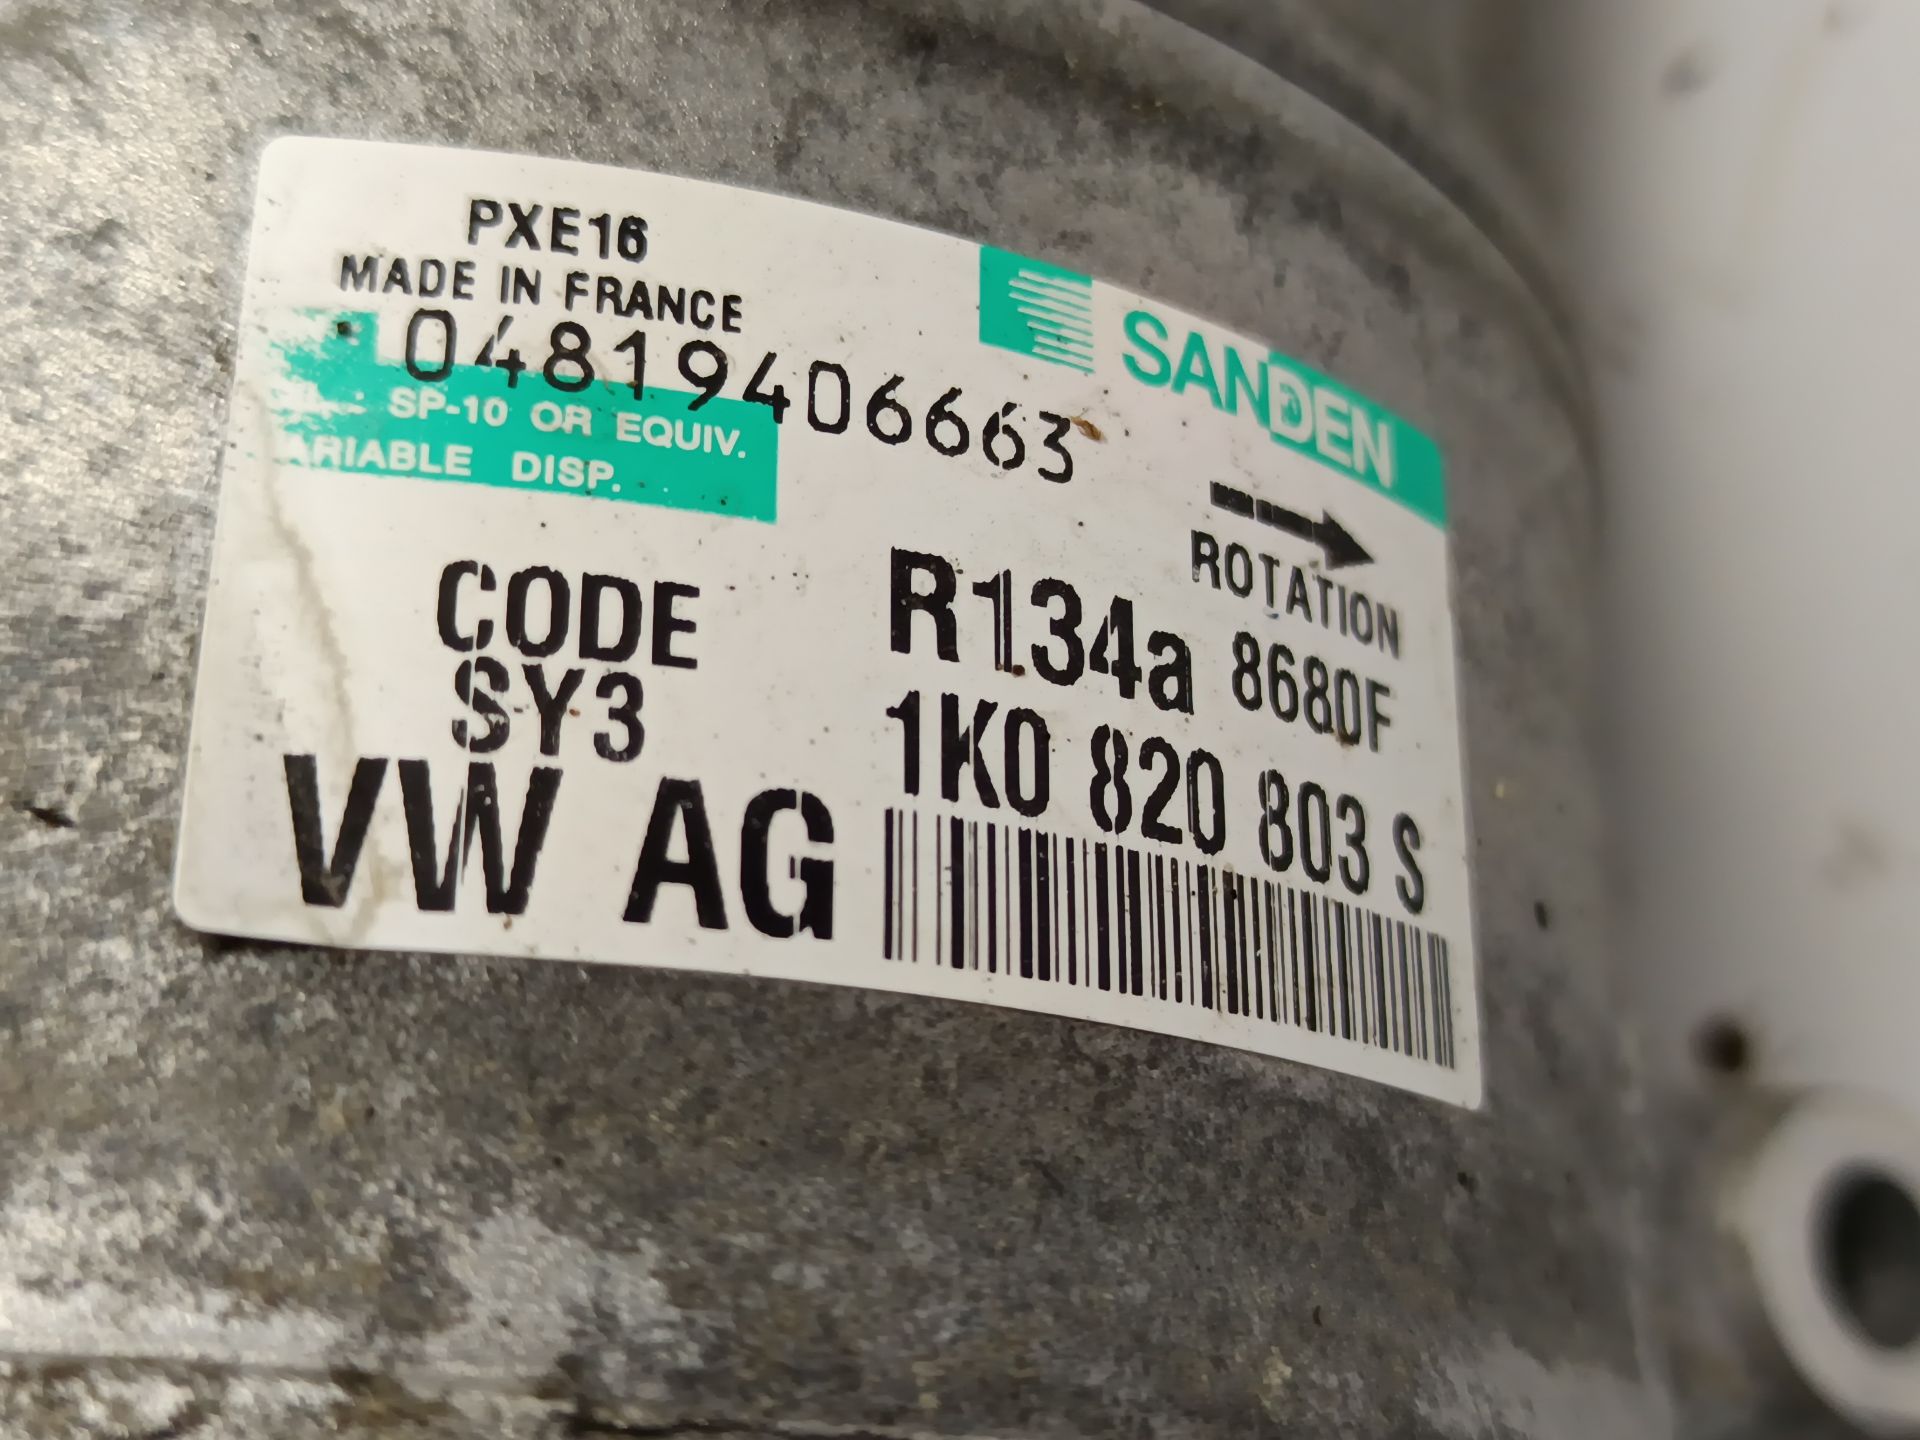 PXE16
MADE IN FRANCE
SANDEN
04819406663
SP-10 OR EQUIV.
ARIABLE DISP.
ROTATION
CODE
SY3
R134a 8680F
VW AG
1K0 820 803 S